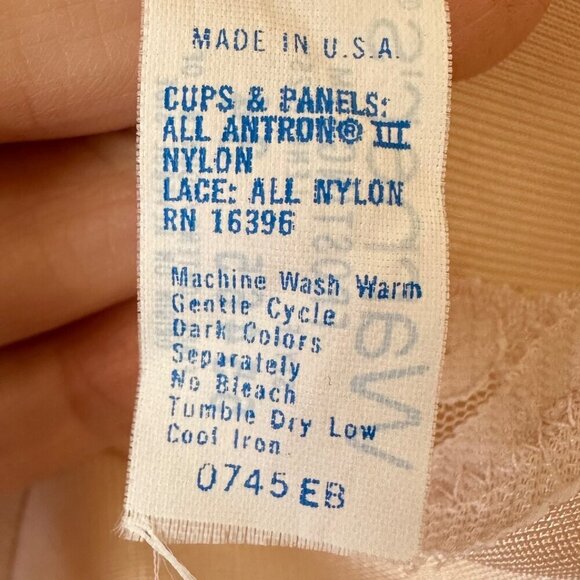 MADE IN U.S.A.
CUPS & PANELS:
ALL ANTRON® III
NYLON
LACE: ALL NYLON
RN 16396
Machine Wash Warm
Gentle Cycle
Dark Colors
Separately
No Bleach
Tumble Dry Low
Cool Iron
0745 EB